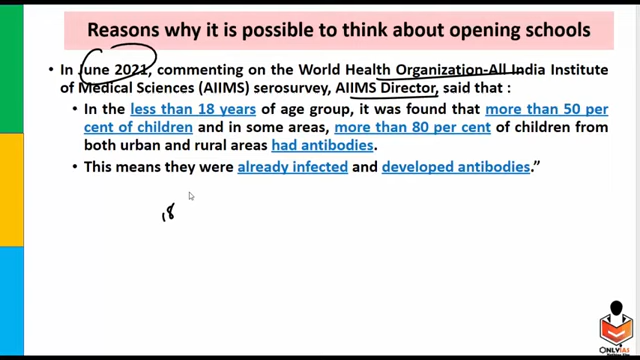 Reasons why it is possible to think about opening schools
• In June 2021, commenting on the World Health Organization-All India Institute
of Medical Sciences (AIIMS) serosurvey, AIIMS Director, said that :
• In the less than 18 years of age group, it was found that more than 50 per
cent of children and in some areas, more than 80 per cent of children from
both urban and rural areas had antibodies.
• This means they were already infected and developed antibodies.”
18
ONLYIAS